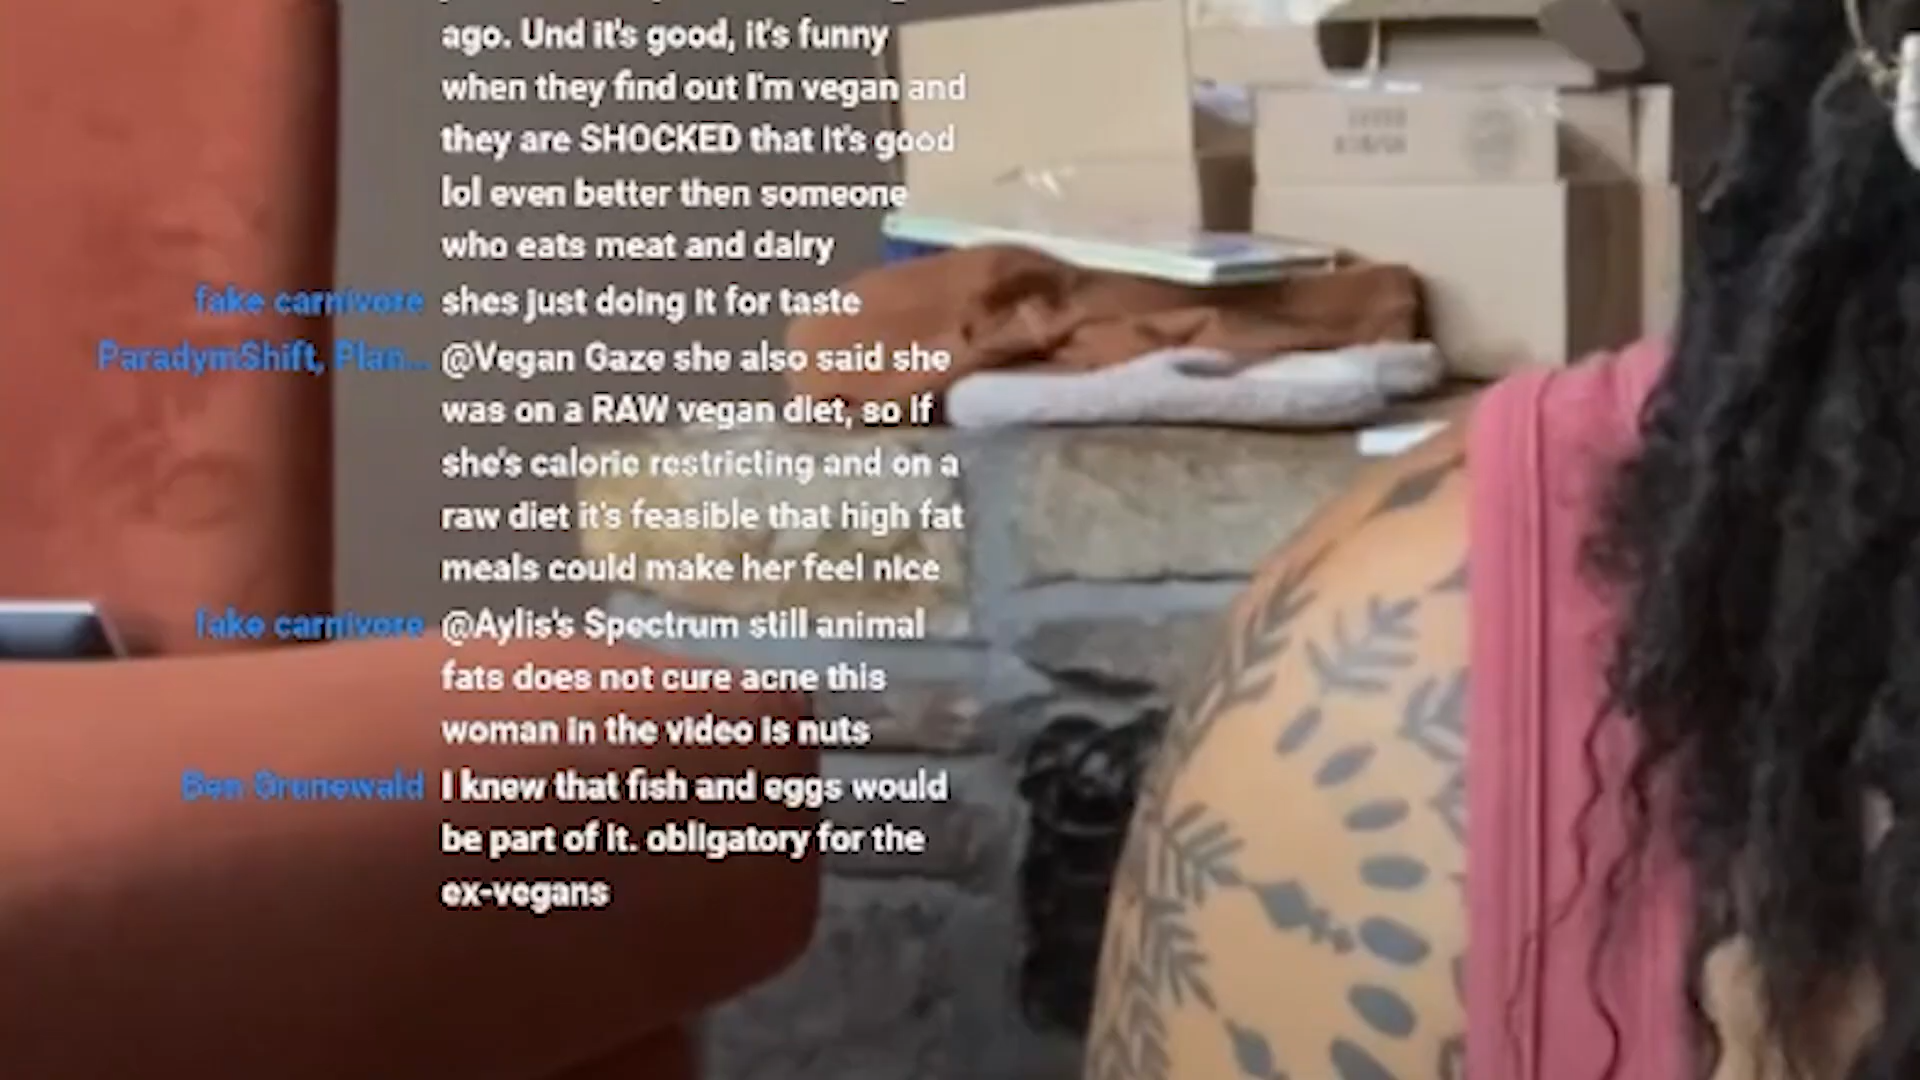 ago. Und it's good, it's funny
when they find out I'm vegan and
they are SHOCKED that it's good
lol even better then someone
who eats meat and dairy
fake carnivore shes just doing it for taste
ParadymShift, Plan... @Vegan Gaze she also said she
was on a RAW vegan diet, so if
she's calorie restricting and on a
raw diet it's feasible that high fat
meals could make her feel nice
fake carnivore @Aylis's Spectrum still animal
fats does not cure acne this
woman in the video is nuts
Ben Grunewald I knew that fish and eggs would
be part of it. obligatory for the
ex-vegans